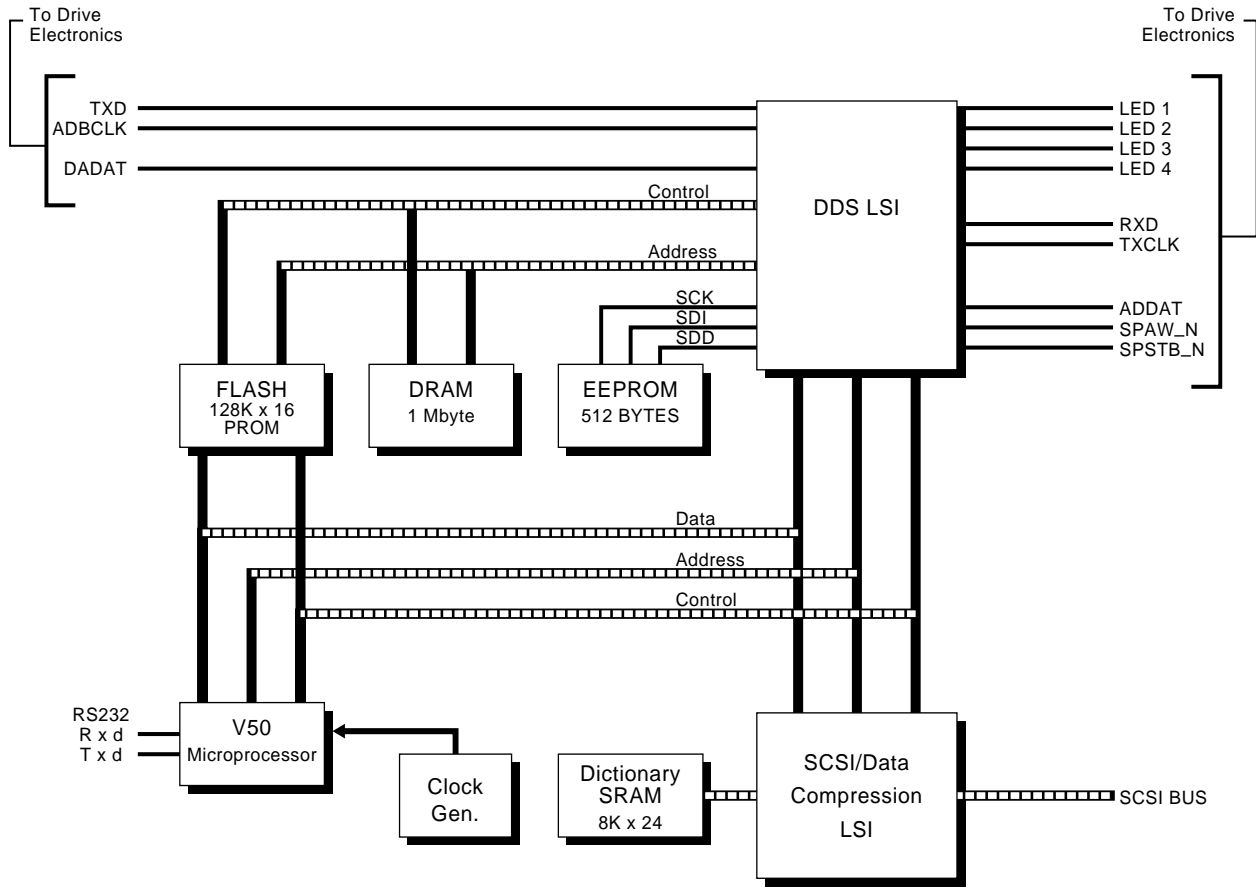 To Drive
Electronics
To Drive
Electronics
TXD
ADBCLK
DADAT
Control
Address
SCK
SDI
SDD
DDS LSI
LED 1
LED 2
LED 3
LED 4
RXD
TXCLK
ADDAT
SPAW_N
SPSTB_N
FLASH
128K x 16
PROM
DRAM
1 Mbyte
EEPROM
512 BYTES
Data
Address
Control
RS232
R x d
T x d
V50
Microprocessor
Clock
Gen.
Dictionary
SRAM
8K x 24
SCSI/Data
Compression
LSI
SCSI BUS